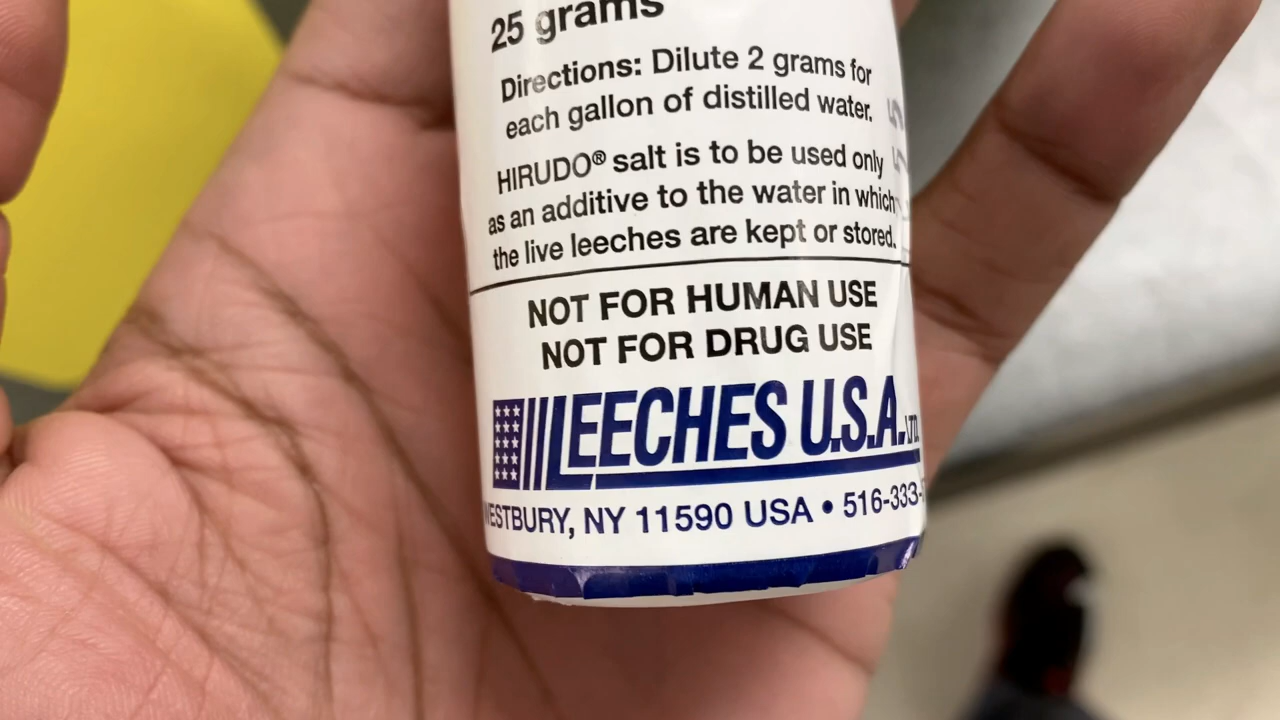 25 grams
Directions: Dilute 2 grams for
each gallon of distilled water.
HIRUDO® salt is to be used only
as an additive to the water in which
the live leeches are kept or stored.
NOT FOR HUMAN USE
NOT FOR DRUG USE
LEECHES U.S.A. LTD.
WESTBURY, NY 11590 USA • 516-333-